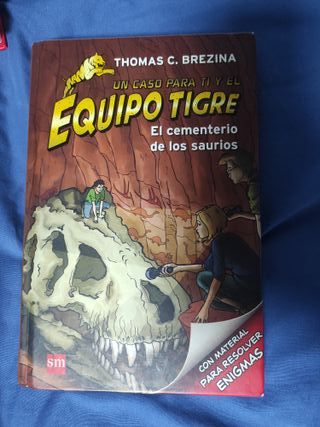 THOMAS C. BREZINA
UN CASO PARA TI Y EL
EQUIPO TIGRE
El cementerio
de los saurios
CON MATERIAL
PARA RESOLVER
ENIGMAS
sm